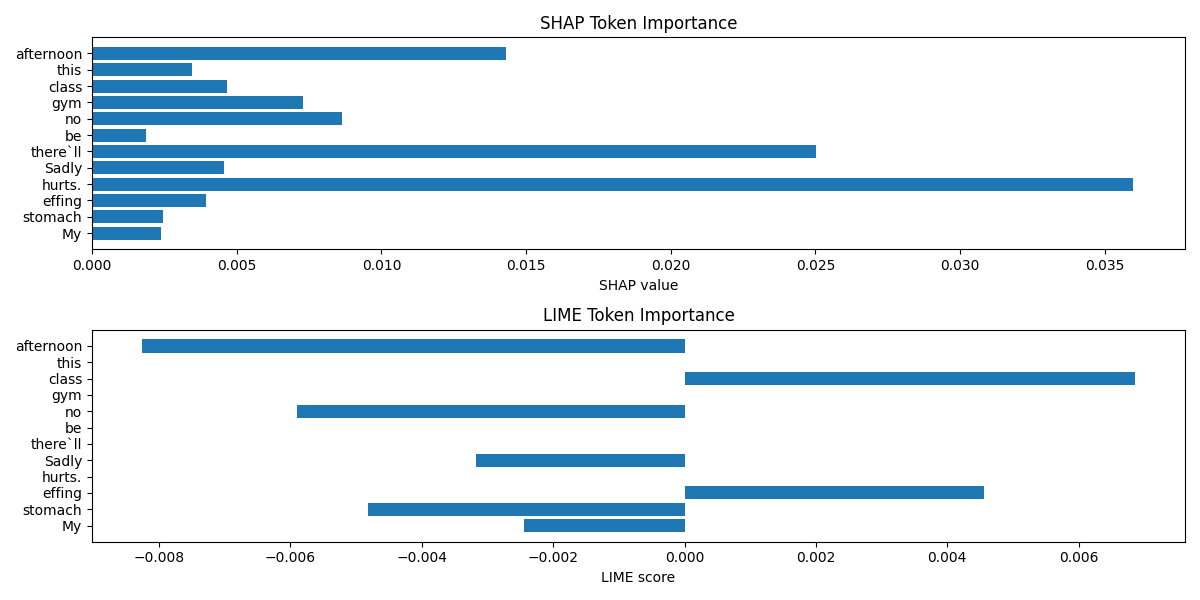 SHAP Token Importance
afternoon
this
class
gym
no
be
there`ll
Sadly
hurts.
effing
stomach
My
0.000 0.005 0.010 0.015 0.020 0.025 0.030 0.035
SHAP value
LIME Token Importance
afternoon
this
class
gym
no
be
there`ll
Sadly
hurts.
effing
stomach
My
−0.008 −0.006 −0.004 −0.002 0.000 0.002 0.004 0.006
LIME score